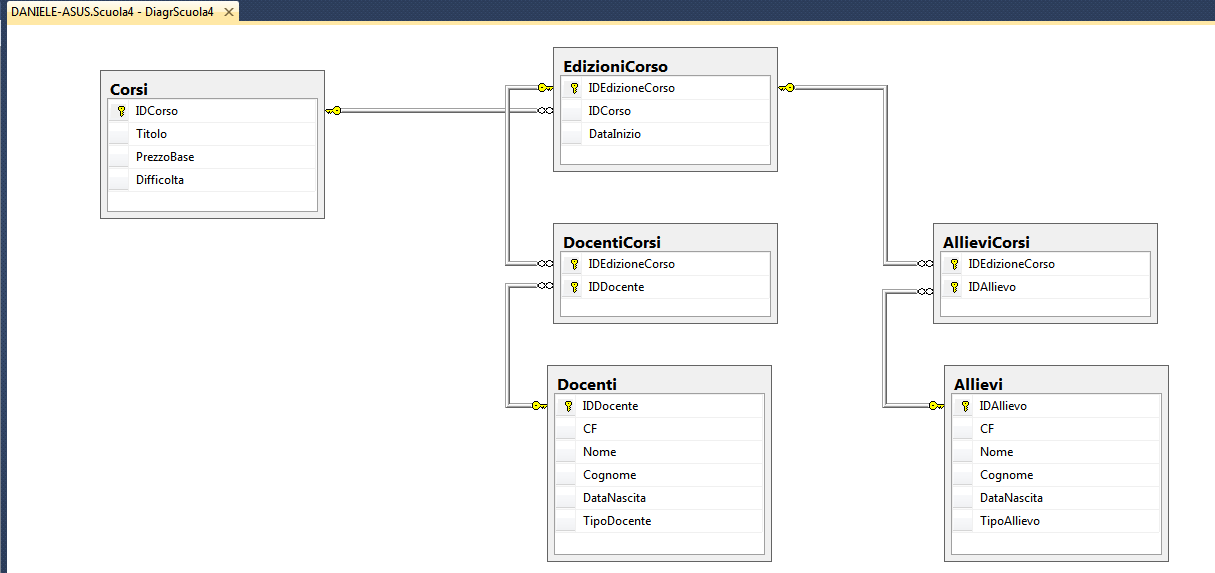 DANIELE-ASUS.Scuola4 - DiagrScuola4
Corsi
IDCorso
Titolo
PrezzoBase
Difficolta
EdizioniCorso
IDEdizioneCorso
IDCorso
DataInizio
DocentiCorsi
IDEdizioneCorso
IDDocente
AllieviCorsi
IDEdizioneCorso
IDAllievo
Docenti
IDDocente
CF
Nome
Cognome
DataNascita
TipoDocente
Allievi
IDAllievo
CF
Nome
Cognome
DataNascita
TipoAllievo